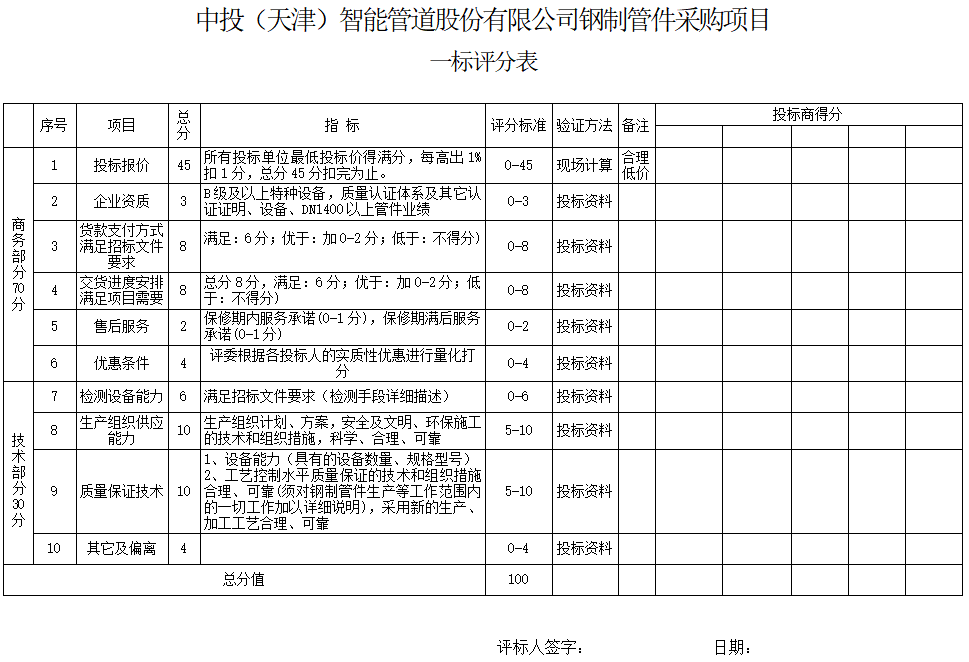 中投（天津）智能管道股份有限公司钢制管件采购项目
一标评分表
序号 项目 总分 指 标 评分标准 验证方法 备注 投标商得分
商务部分70分
1 投标报价 45 所有投标单位最低投标价得满分，每高出1%
扣1分，总分45分扣完为止。 0-45 现场计算 合理
低价
2 企业资质 3 B级及以上特种设备，质量认证体系及其它认
证证明、设备、DN1400以上管件业绩 0-3 投标资料
3 货款支付方式
满足招标文件
要求 8 满足：6分；优于：加0-2分；低于：不得分) 0-8 投标资料
4 交货进度安排
满足项目需要 8 总分8分，满足：6分；优于：加0-2分；低
于：不得分) 0-8 投标资料
5 售后服务 2 保修期内服务承诺(0-1分)，保修期满后服务
承诺(0-1分) 0-2 投标资料
6 优惠条件 4 评委根据各投标人的实质性优惠进行量化打
分 0-4 投标资料
技术部分30分
7 检测设备能力 6 满足招标文件要求（检测手段详细描述） 0-6 投标资料
8 生产组织供应
能力 10 生产组织计划、方案，安全及文明、环保施工
的技术和组织措施，科学、合理、可靠 5-10 投标资料
9 质量保证技术 10 1、设备能力（具有的设备数量、规格型号）
2、工艺控制水平质量保证的技术和组织措施
合理、可靠(须对钢制管件生产等工作范围内
的一切工作加以详细说明)，采用新的生产、
加工工艺合理、可靠 5-10 投标资料
10 其它及偏离 4 0-4 投标资料
总分值 100
评标人签字： 日期：